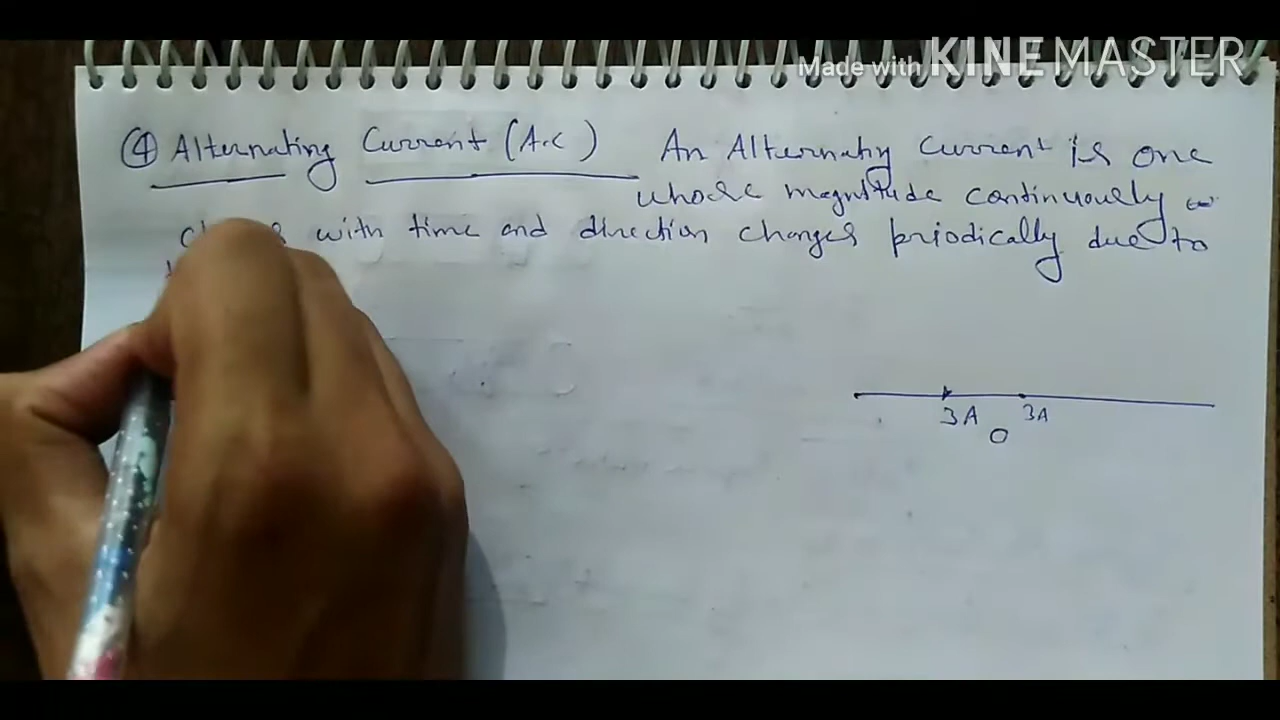 Made with KINEMASTER
④ Alternating Current (A.C) An Alternating Current is one
whose magnitude continuously
with time and direction changes priodically due to
3A 3A
O